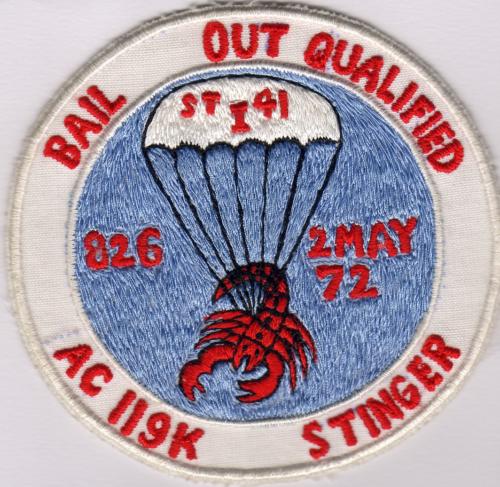 BAIL OUT QUALIFIED
ST I 41
826
2 MAY
72
AC 119K STINGER